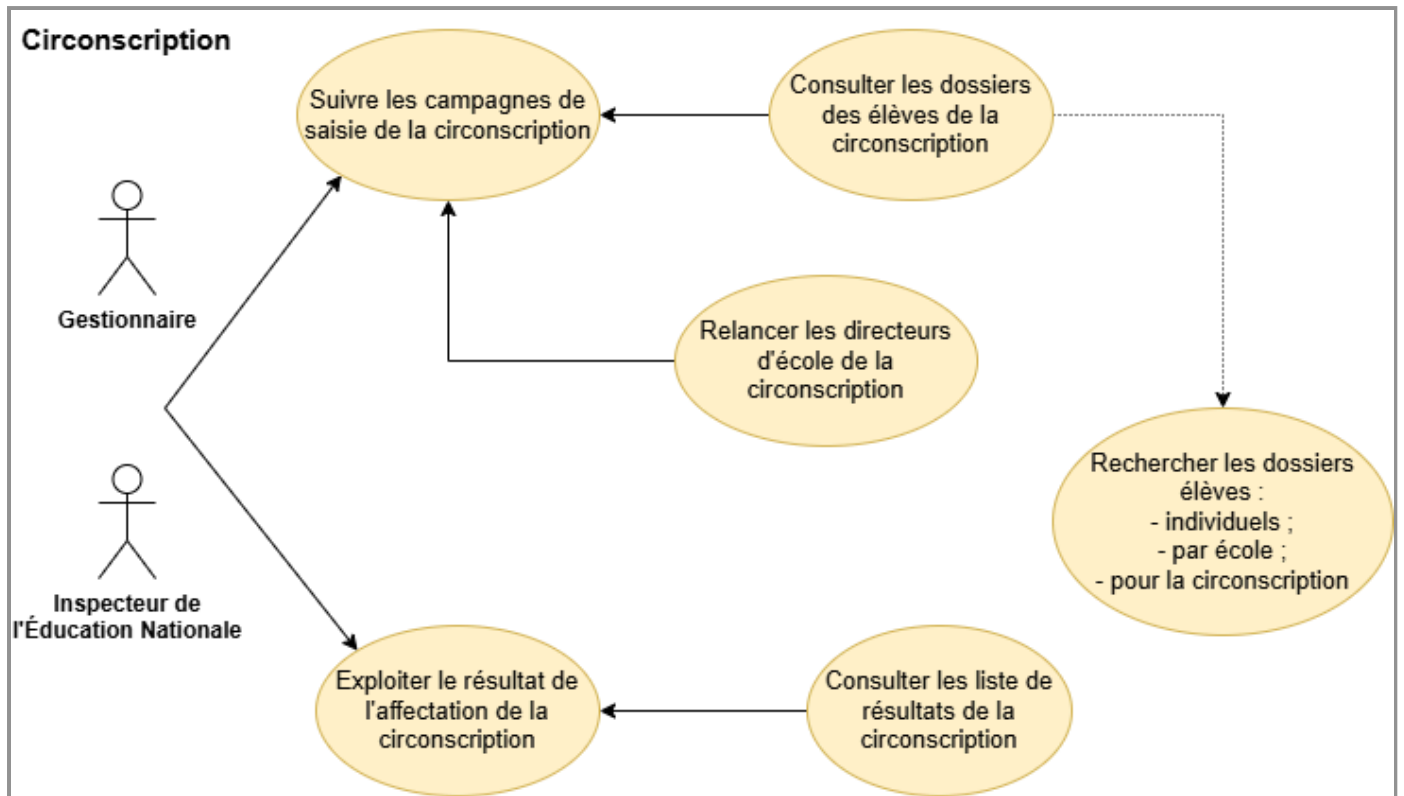 Circonscription
Suivre les campagnes de
saisie de la circonscription
Consulter les dossiers
des élèves de la
circonscription
Gestionnaire
Relancer les directeurs
d'école de la
circonscription
Rechercher les dossiers
élèves :
- individuels ;
- par école ;
- pour la circonscription
Inspecteur de
l'Éducation Nationale
Exploiter le résultat de
l'affectation de la
circonscription
Consulter les liste de
résultats de la
circonscription